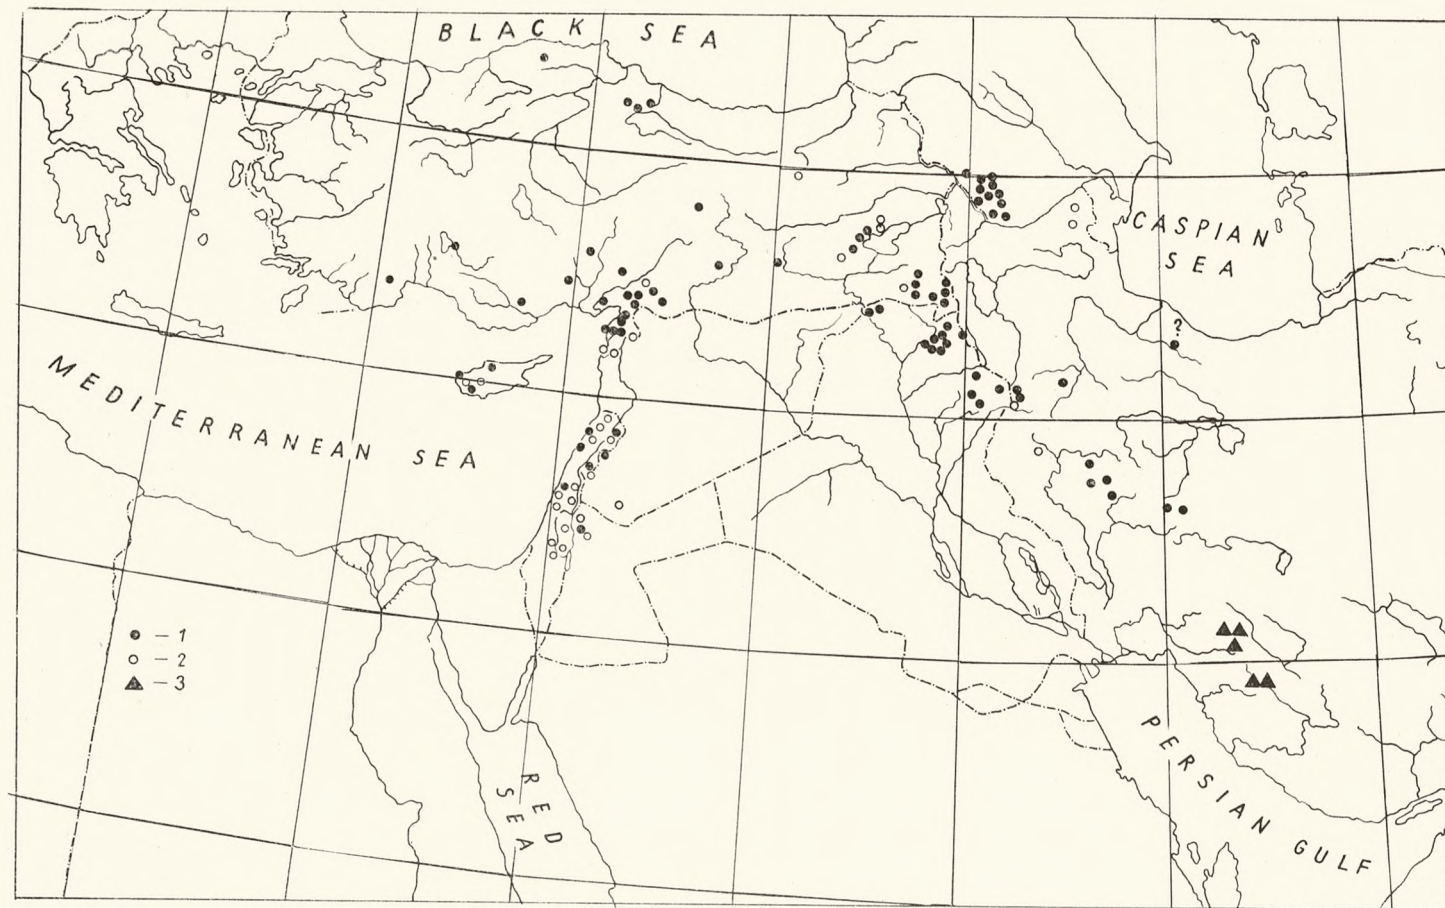 BLACK SEA
CASPIAN
SEA
?
MEDITERRANEAN SEA
1
2
3
RED
SEA
PERSIAN GULF